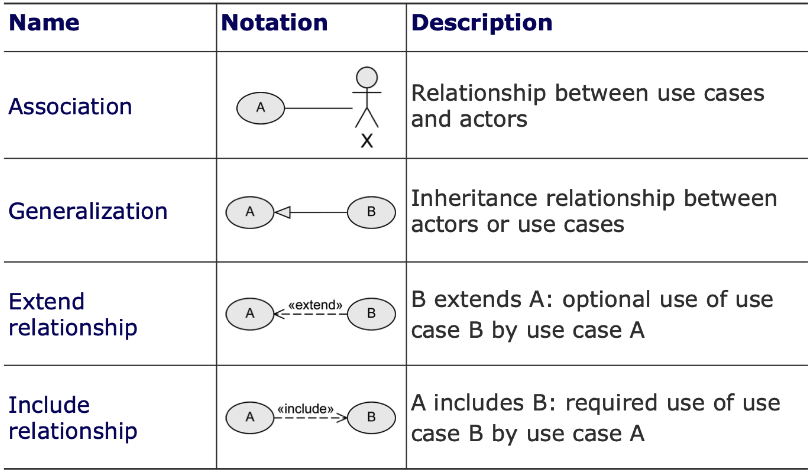 Name Notation Description
Association A X Relationship between use cases
and actors
Generalization A B Inheritance relationship between
actors or use cases
Extend
relationship A «extend» B B extends A: optional use of use
case B by use case A
Include
relationship A «include» B A includes B: required use of use
case B by use case A